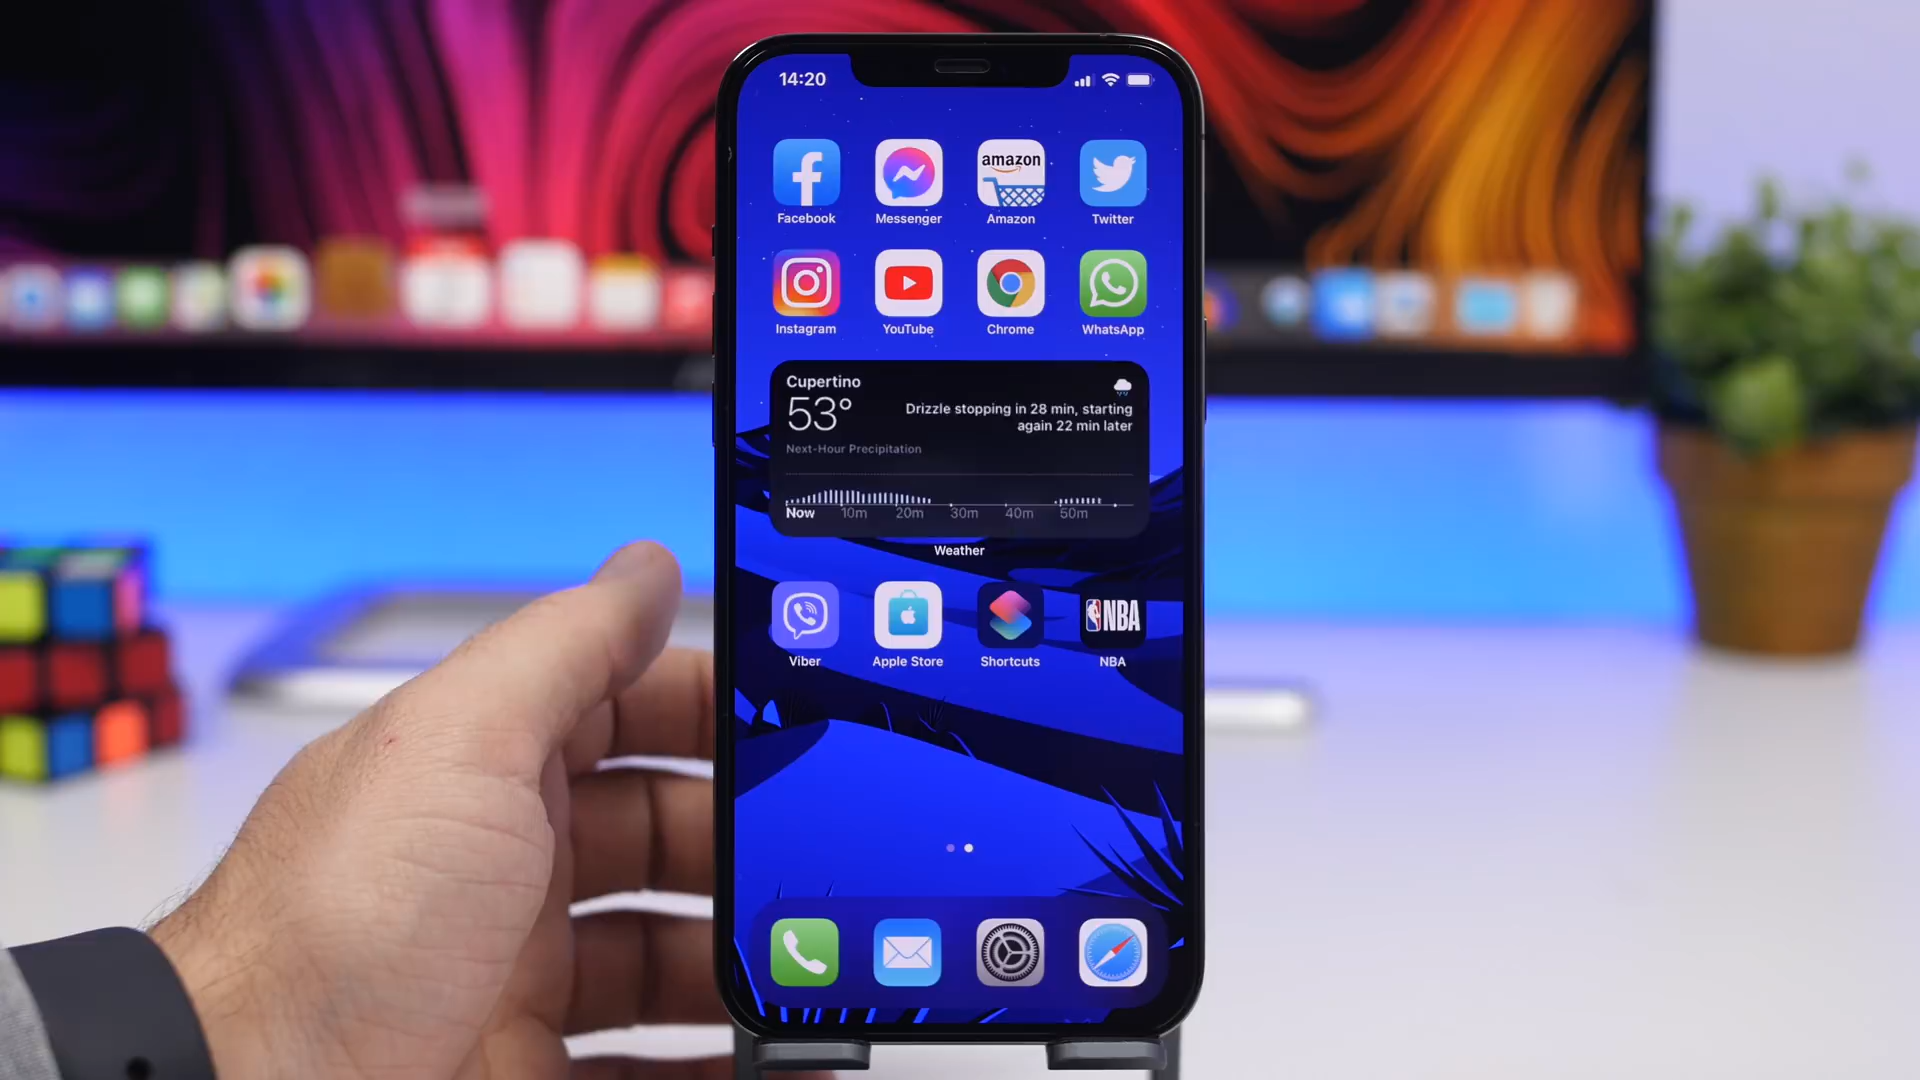 14:20
amazon
Facebook Messenger Amazon Twitter
Instagram YouTube Chrome WhatsApp
Cupertino
53°
Drizzle stopping in 28 min, starting
again 22 min later
Next-Hour Precipitation
Now 10m 20m 30m 40m 50m
Weather
NBA
Viber Apple Store Shortcuts NBA